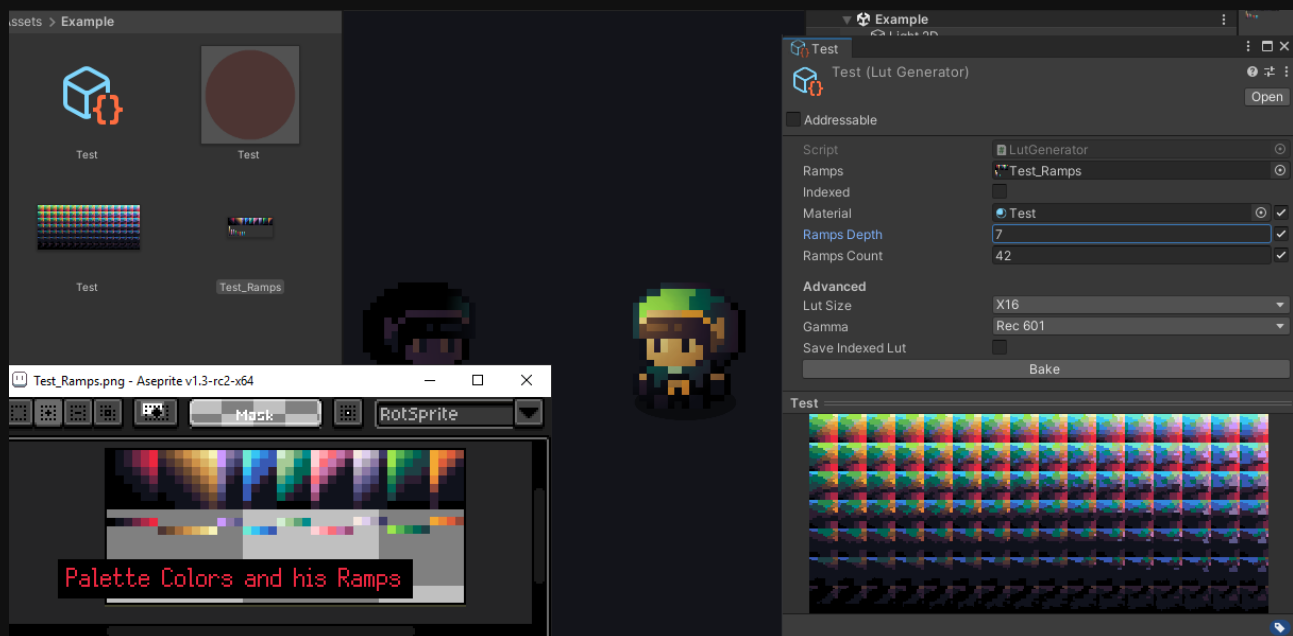 Assets > Example
Test
Test
Test
Test_Ramps
Example
Light 2D
Test
Test (Lut Generator)
Open
Addressable
Script LutGenerator
Ramps Test_Ramps
Indexed
Material Test
Ramps Depth 7
Ramps Count 42
Advanced
Lut Size X16
Gamma Rec 601
Save Indexed Lut
Bake
Test
Test_Ramps.png - Aseprite v1.3-rc2-x64
Mask
RotSprite
Palette Colors and his Ramps